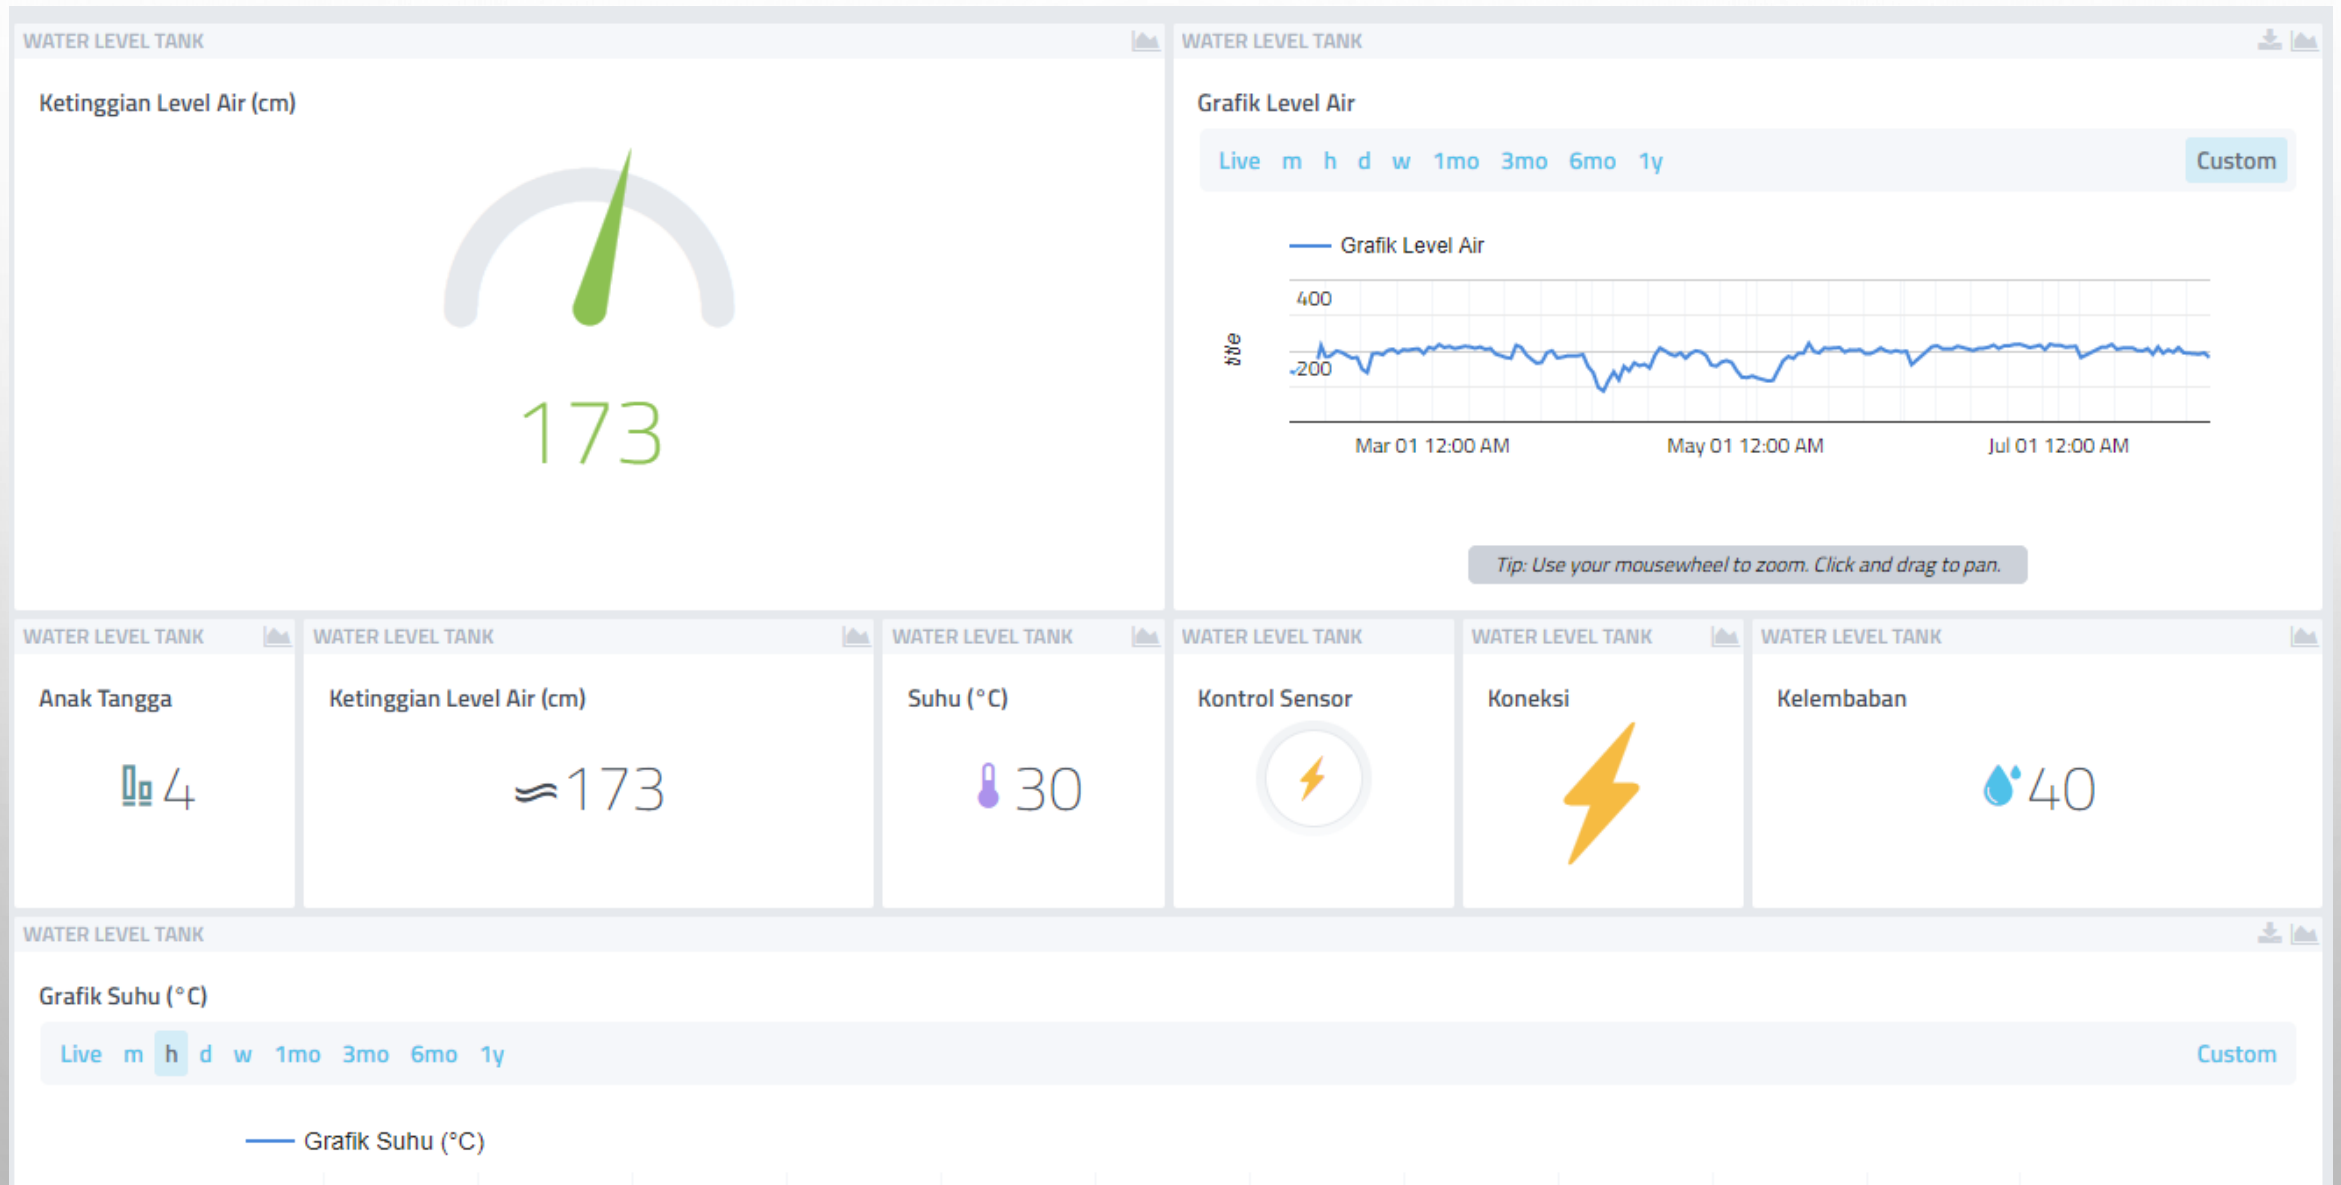 WATER LEVEL TANK
Ketinggian Level Air (cm)
173
WATER LEVEL TANK
Grafik Level Air
Live m h d w 1mo 3mo 6mo 1y Custom
Grafik Level Air
400
200
title
Mar 01 12:00 AM May 01 12:00 AM Jul 01 12:00 AM
Tip: Use your mousewheel to zoom. Click and drag to pan.
WATER LEVEL TANK
Anak Tangga
4
WATER LEVEL TANK
Ketinggian Level Air (cm)
173
WATER LEVEL TANK
Suhu (°C)
30
WATER LEVEL TANK
Kontrol Sensor
WATER LEVEL TANK
Koneksi
WATER LEVEL TANK
Kelembaban
40
WATER LEVEL TANK
Grafik Suhu (°C)
Live m h d w 1mo 3mo 6mo 1y Custom
Grafik Suhu (°C)